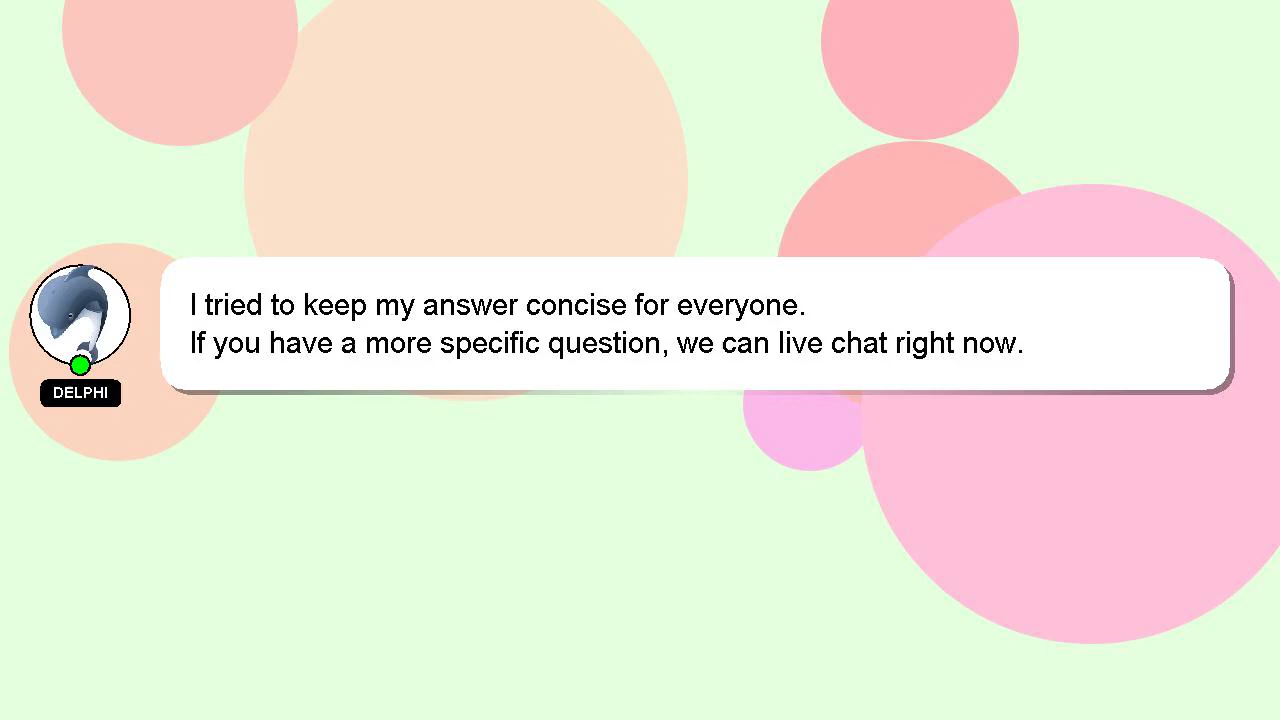 I tried to keep my answer concise for everyone.
If you have a more specific question, we can live chat right now.
DELPHI